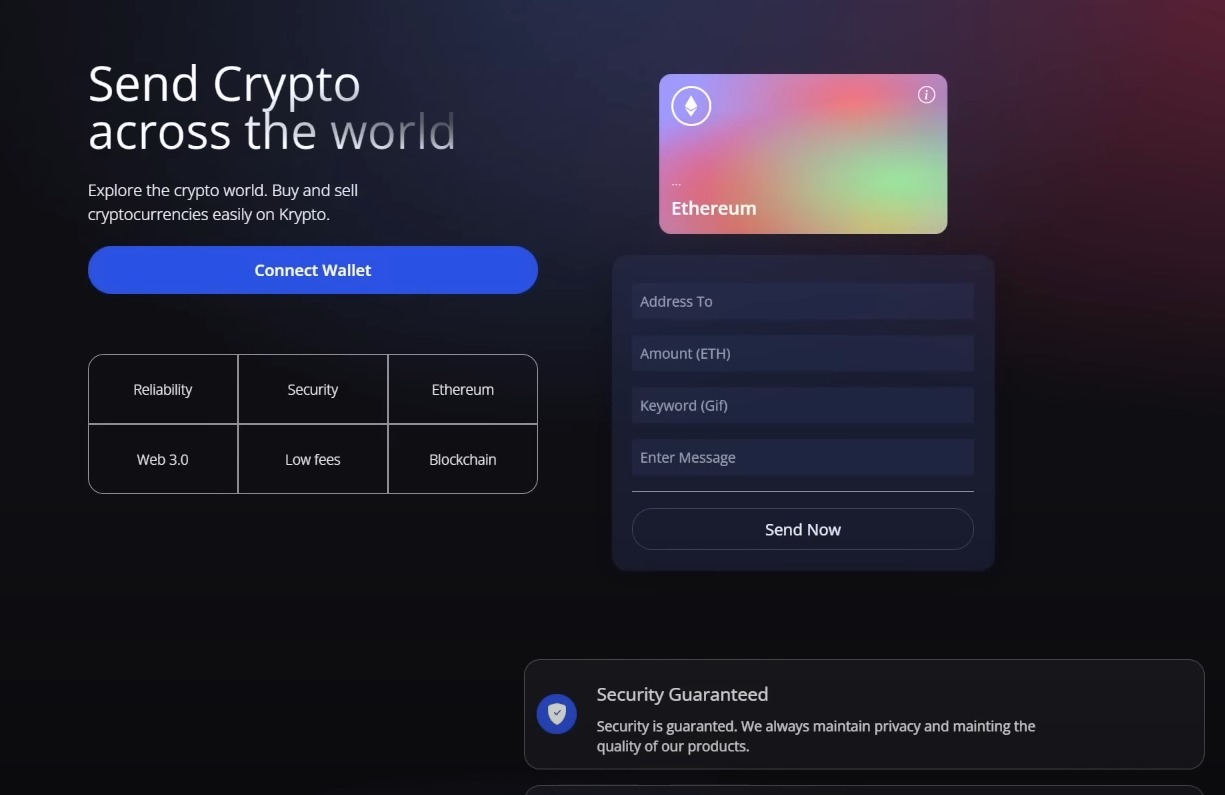 Send Crypto
across the world
Explore the crypto world. Buy and sell
cryptocurrencies easily on Krypto.
Connect Wallet
Reliability
Security
Ethereum
Web 3.0
Low fees
Blockchain
i
...
Ethereum
Address To
Amount (ETH)
Keyword (Gif)
Enter Message
Send Now
Security Guaranteed
Security is guaranted. We always maintain privacy and mainting the
quality of our products.